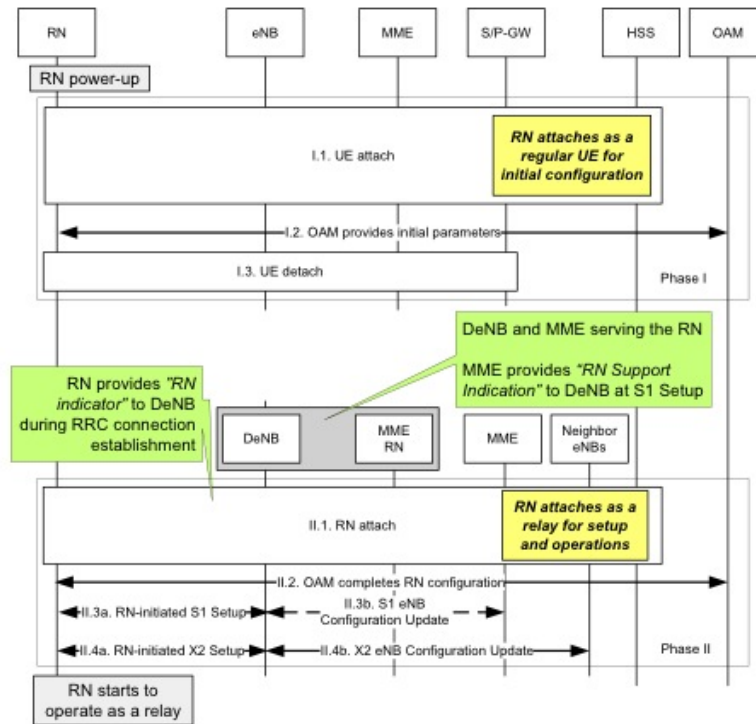 RN
eNB
MME
S/P-GW
HSS
OAM
RN power-up
I.1. UE attach
RN attaches as a
regular UE for
initial configuration
I.2. OAM provides initial parameters
I.3. UE detach
Phase I
DeNB and MME serving the RN
MME provides "RN Support
Indication" to DeNB at S1 Setup
RN provides "RN
indicator" to DeNB
during RRC connection
establishment
DeNB
MME
RN
MME
Neighbor
eNBs
II.1. RN attach
RN attaches as a
relay for setup
and operations
II.2. OAM completes RN configuration
II.3a. RN-initiated S1 Setup
II.3b. S1 eNB
Configuration Update
II.4a. RN-initiated X2 Setup
II.4b. X2 eNB Configuration Update
Phase II
RN starts to
operate as a relay